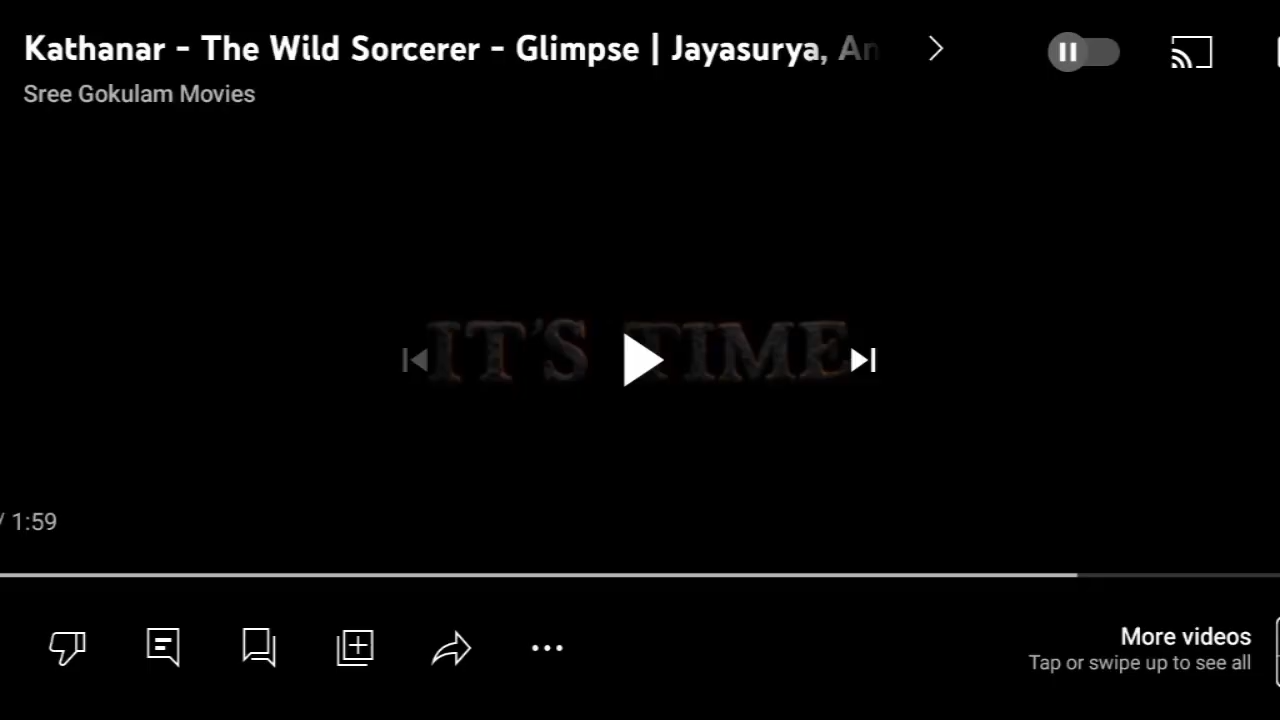 Kathanar - The Wild Sorcerer - Glimpse | Jayasurya, An
Sree Gokulam Movies
IT'S TIME
/ 1:59
More videos
Tap or swipe up to see all